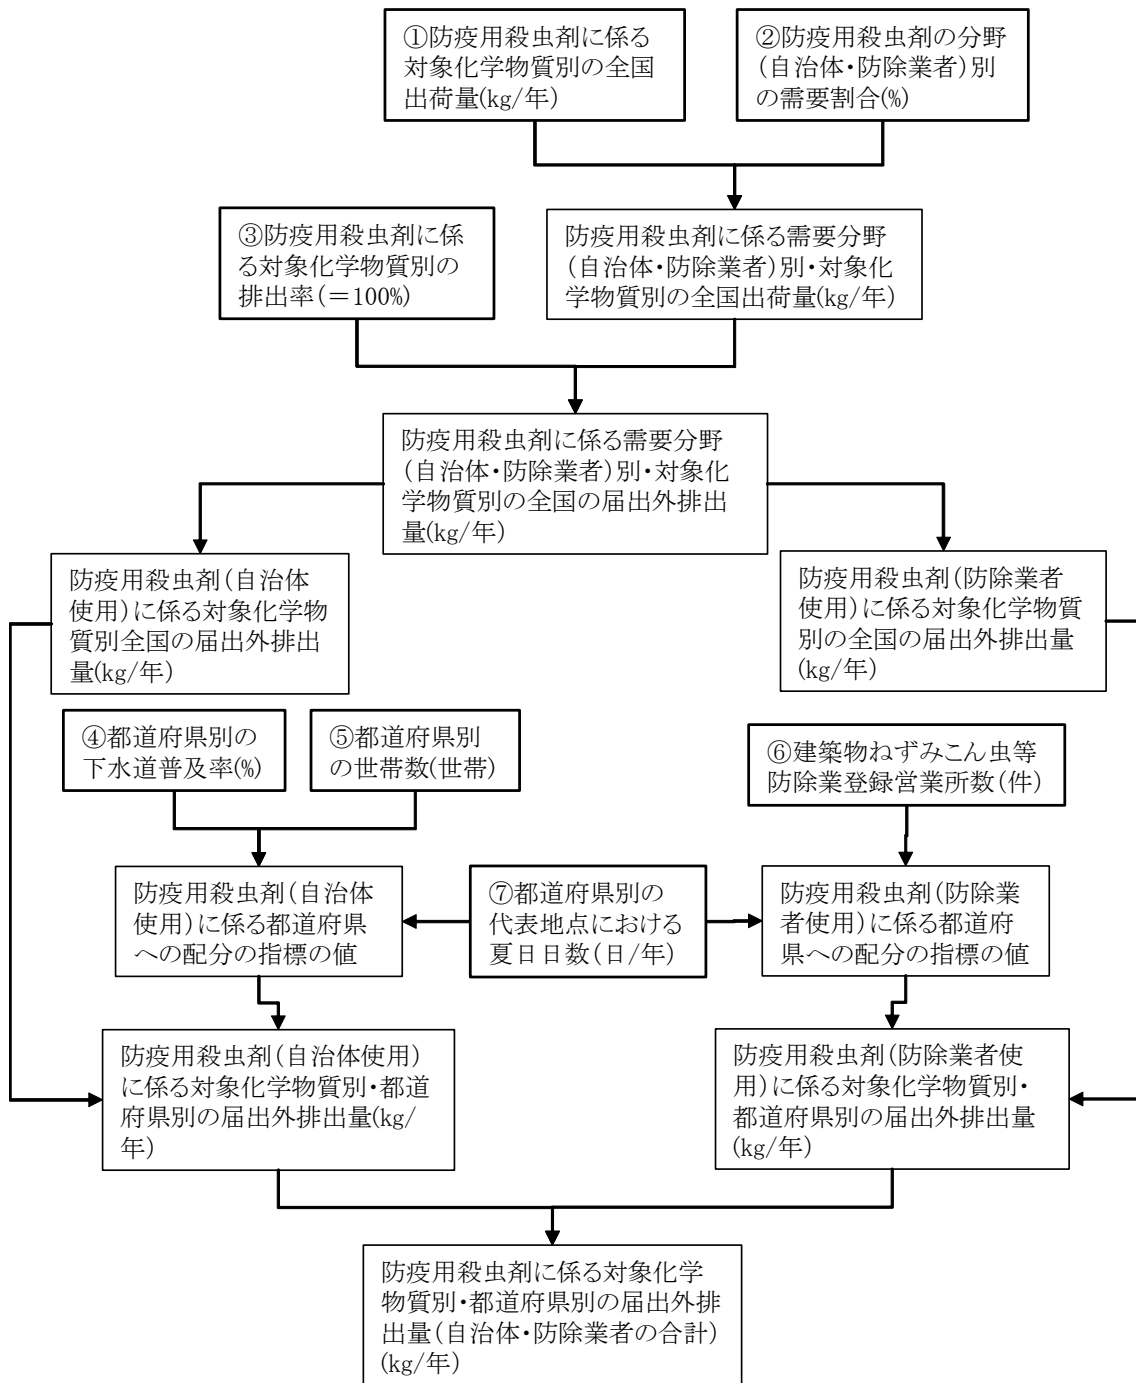 ①防疫用殺虫剤に係る
対象化学物質別の全国
出荷量(kg/年)
②防疫用殺虫剤の分野
(自治体・防除業者)別
の需要割合(%)
③防疫用殺虫剤に係
る対象化学物質別の
排出率(＝100%)
防疫用殺虫剤に係る需要分野
(自治体・防除業者)別・対象化
学物質別の全国出荷量(kg/年)
防疫用殺虫剤に係る需要分野
(自治体・防除業者)別・対象化
学物質別の全国の届出外排出
量(kg/年)
防疫用殺虫剤(自治体
使用)に係る対象化学物
質別全国の届出外排出
量(kg/年)
防疫用殺虫剤(防除業者
使用)に係る対象化学物質
別の全国の届出外排出量
(kg/年)
④都道府県別の
下水道普及率(%)
⑤都道府県別
の世帯数(世帯)
⑥建築物ねずみこん虫等
防除業登録営業所数(件)
防疫用殺虫剤(自治体
使用)に係る都道府県
への配分の指標の値
⑦都道府県別の
代表地点における
夏日日数(日/年)
防疫用殺虫剤(防除業
者使用)に係る都道府
県への配分の指標の値
防疫用殺虫剤(自治体使用)
に係る対象化学物質別・都道
府県別の届出外排出量(kg/
年)
防疫用殺虫剤(防除業者使
用)に係る対象化学物質別・
都道府県別の届出外排出量
(kg/年)
防疫用殺虫剤に係る対象化学
物質別・都道府県別の届出外排
出量(自治体・防除業者の合計)
(kg/年)